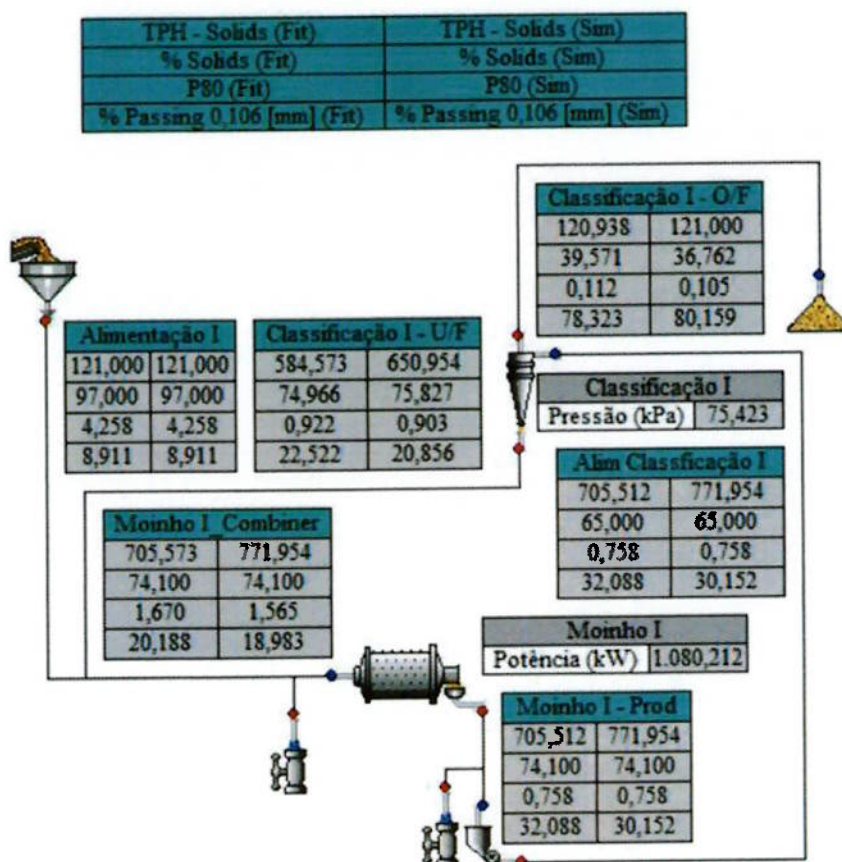 TPH - Solids (Fit) TPH - Solids (Sim)
% Solids (Fit) % Solids (Sim)
P80 (Fit) P80 (Sim)
% Passing 0,106 [mm] (Fit) % Passing 0,106 [mm] (Sim)
Classificação I - O/F
120,938 121,000
39,571 36,762
0,112 0,105
78,323 80,159
Alimentação I
121,000 121,000
97,000 97,000
4,258 4,258
8,911 8,911
Classificação I - U/F
584,573 650,954
74,966 75,827
0,922 0,903
22,522 20,856
Classificação I
Pressão (kPa) 75,423
Alim Classficação I
705,512 771,954
65,000 65,000
0,758 0,758
32,088 30,152
Moinho I_Combiner
705,573 771,954
74,100 74,100
1,670 1,565
20,188 18,983
Moinho I
Potência (kW) 1.080,212
Moinho I - Prod
705,512 771,954
74,100 74,100
0,758 0,758
32,088 30,152